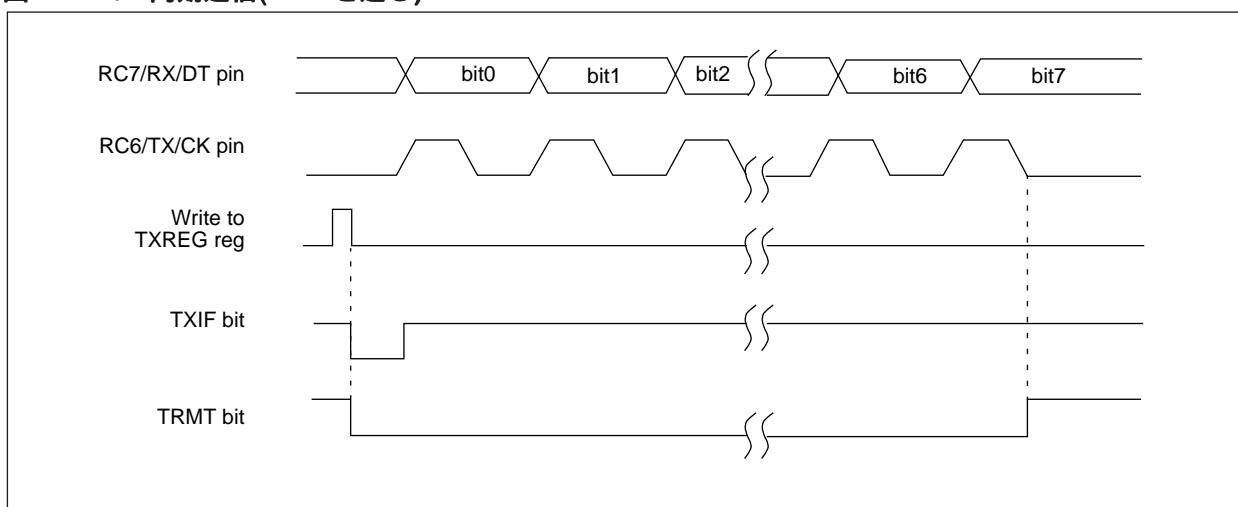 RC7/RX/DT pin
bit0 bit1 bit2 bit6 bit7
RC6/TX/CK pin
Write to
TXREG reg
TXIF bit
TRMT bit